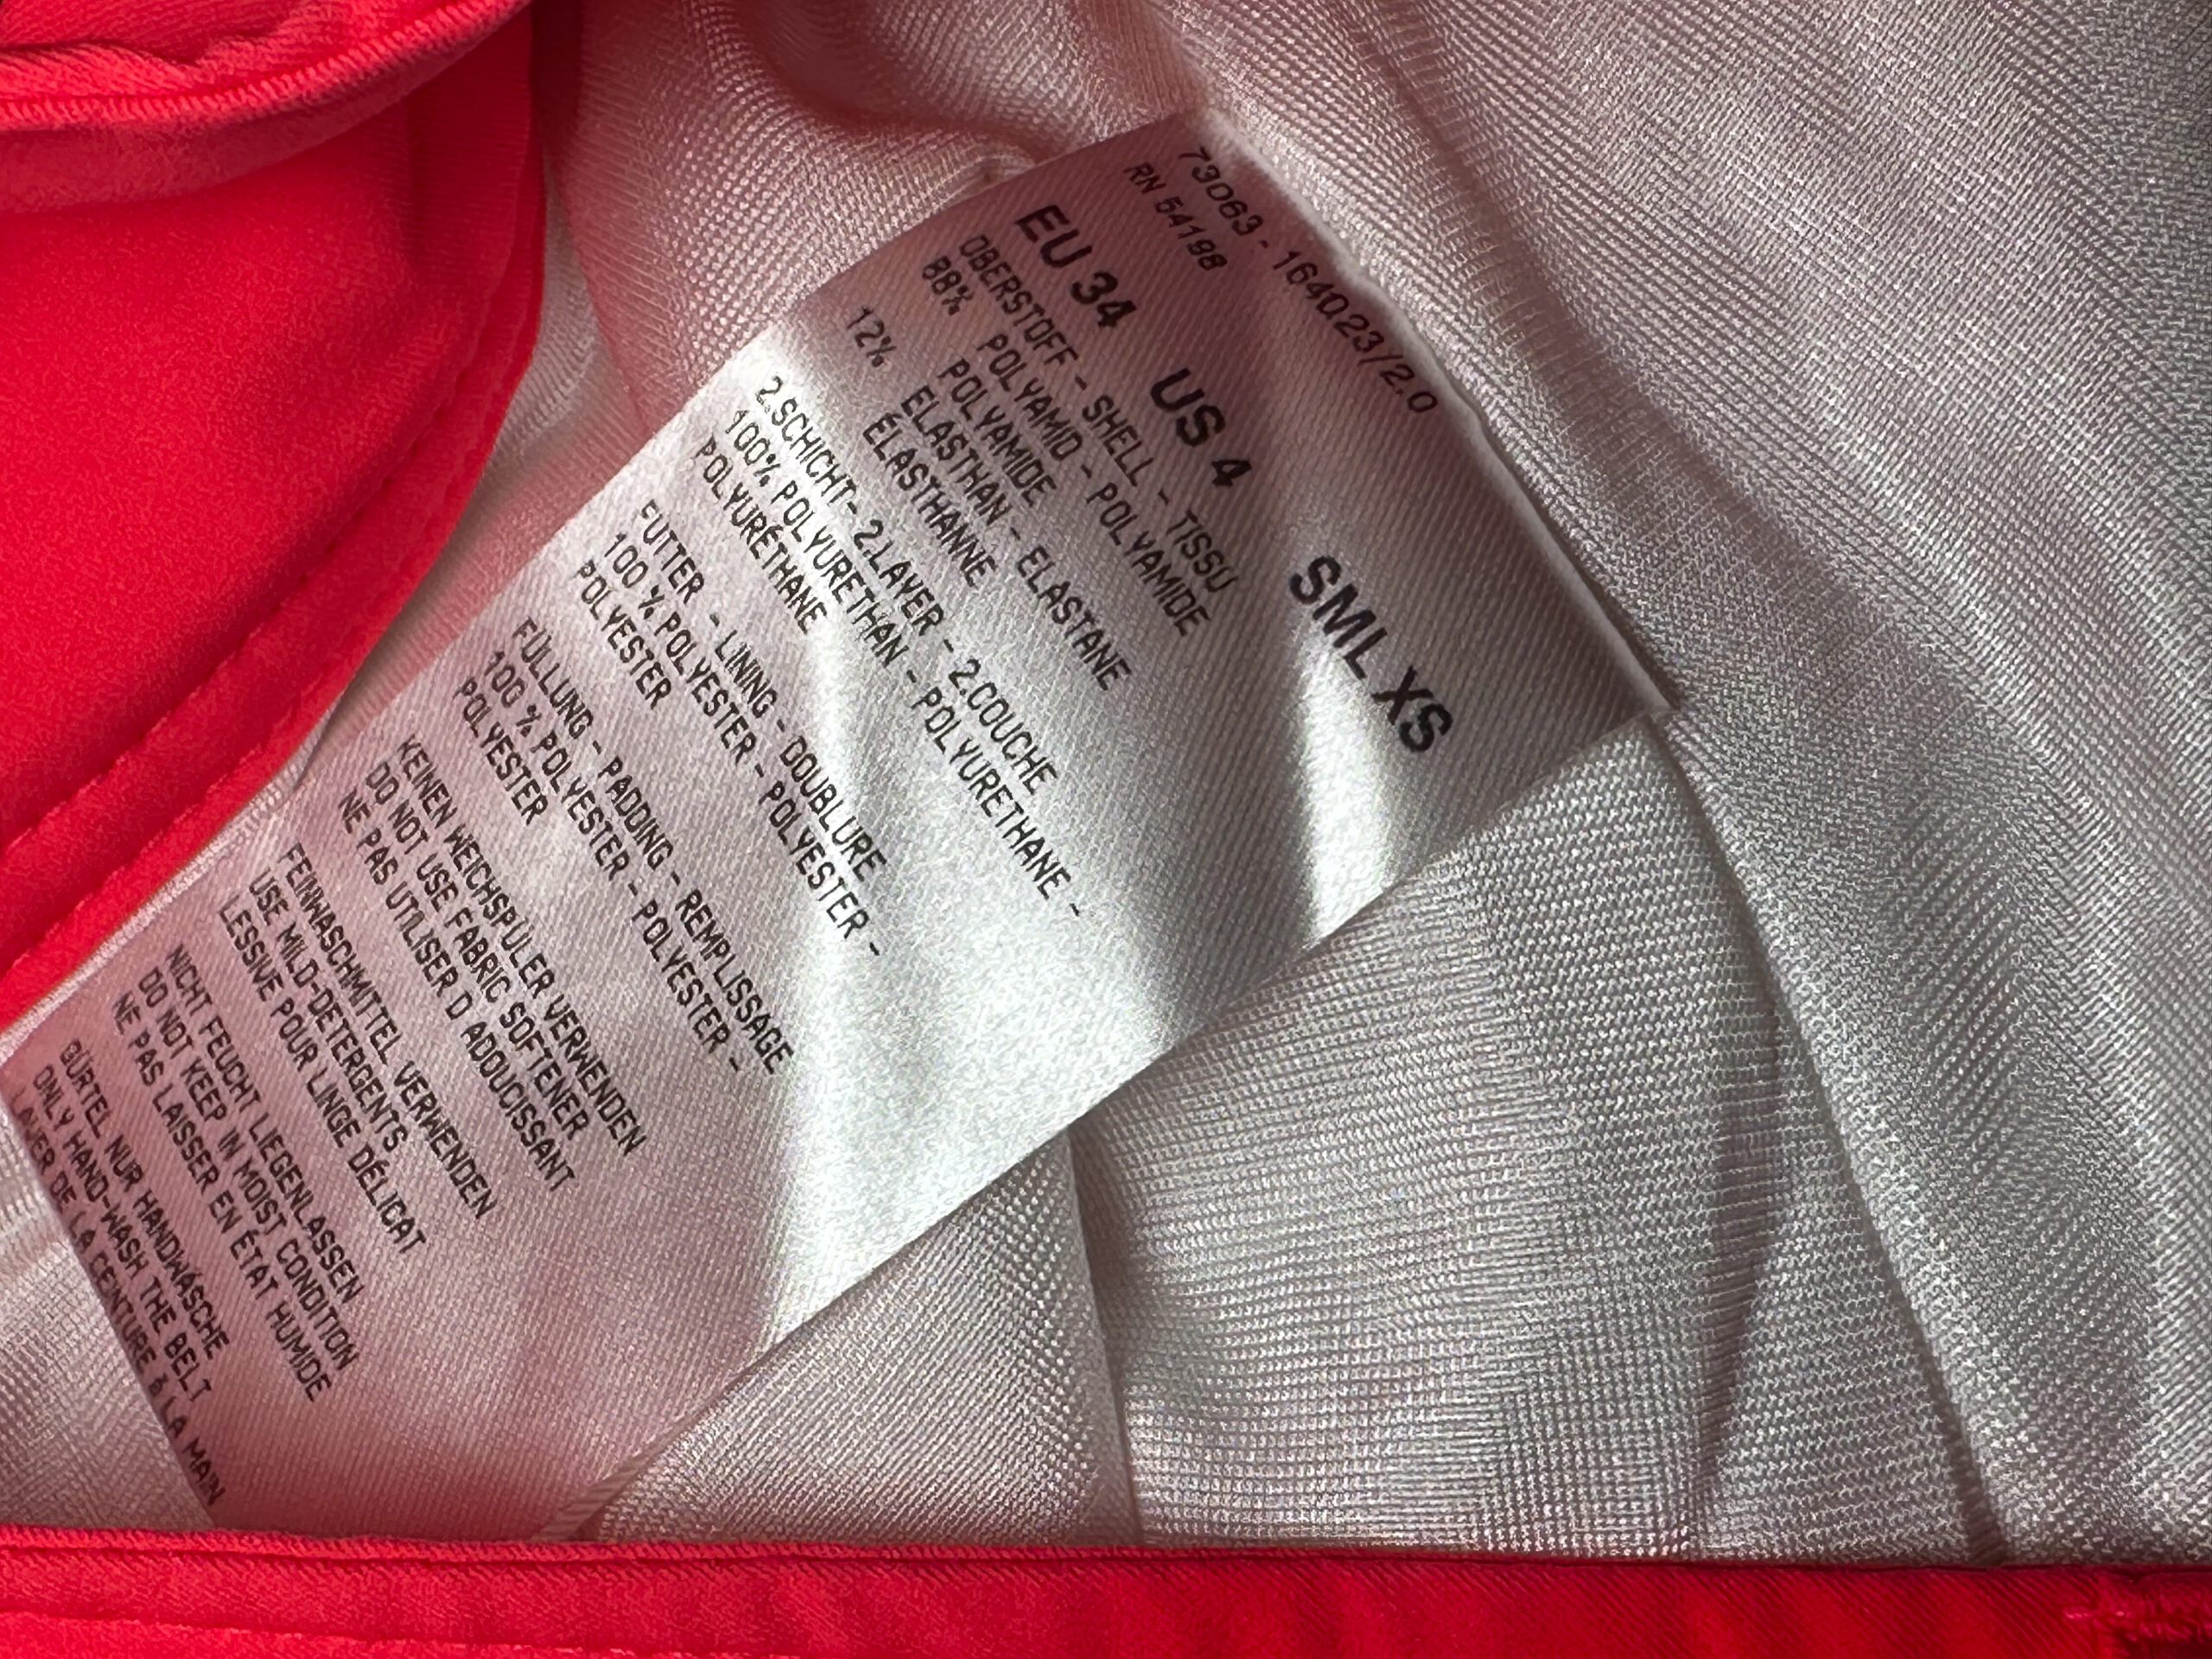 73063 - 164023/2.0
RN 54198
EU 34 US 4 SML XS
OBERSTOFF - SHELL - TISSU
88% POLYAMID - POLYAMIDE
POLYAMIDE
12% ELASTHAN - ELASTANE
ELASTHANNE
2.SCHICHT- 2.LAYER - 2.COUCHE
100% POLYURETHAN - POLYURETHANE -
POLYURÉTHANE
FUTTER - LINING - DOUBLURE
100 % POLYESTER - POLYESTER -
POLYESTER
FÜLLUNG - PADDING - REMPLISSAGE
100 % POLYESTER - POLYESTER -
POLYESTER
KEINEN WEICHSPÜLER VERWENDEN
DO NOT USE FABRIC SOFTENER
NE PAS UTILISER D ADOUCISSANT
FEINWASCHMITTEL VERWENDEN
USE MILD-DETERGENTS
LESSIVE POUR LINGE DÉLICAT
NICHT FEUCHT LIEGENLASSEN
DO NOT KEEP IN MOIST CONDITION
NE PAS LAISSER EN ÉTAT HUMIDE
GÜRTEL NUR HANDWÄSCHE
ONLY HAND-WASH THE BELT
LAVER DE LA CEINTURE à LA MAIN